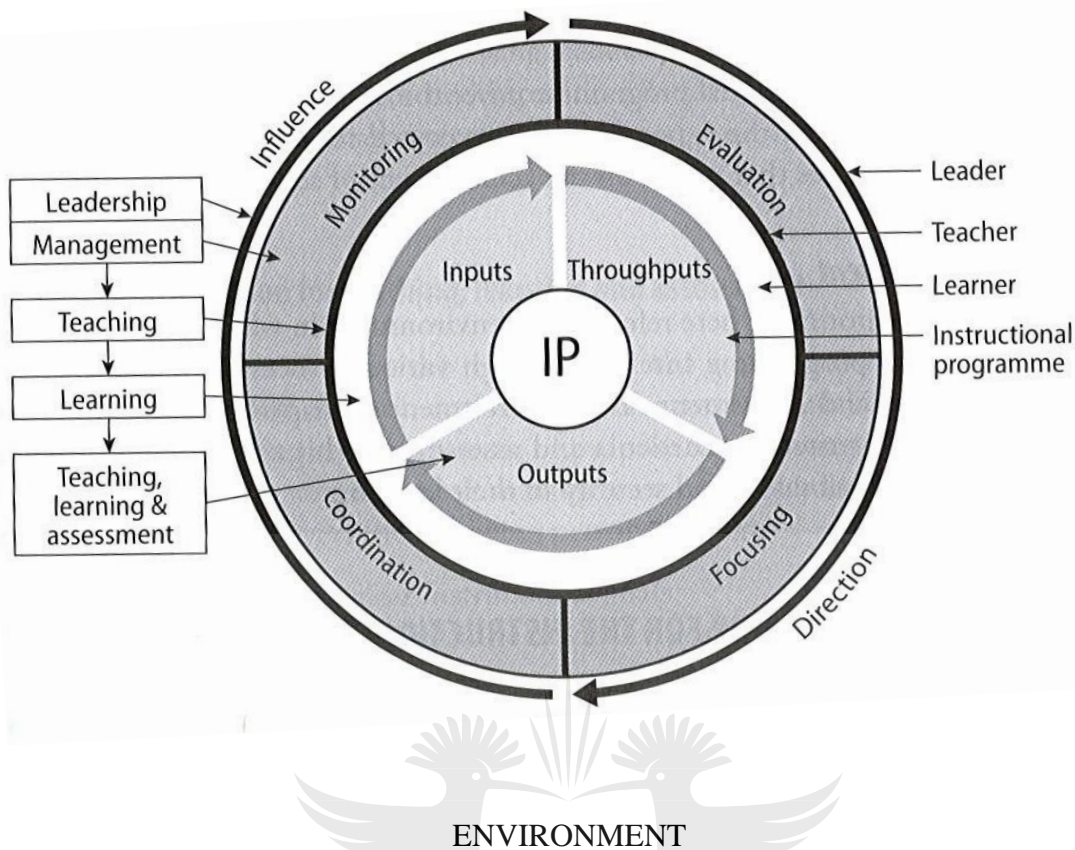 Influence
Monitoring
Evaluation
Leadership
Management
Teaching
Learning
Teaching,
learning &
assessment
Inputs
Throughputs
IP
Outputs
Coordination
Focusing
Direction
Leader
Teacher
Learner
Instructional
programme
ENVIRONMENT